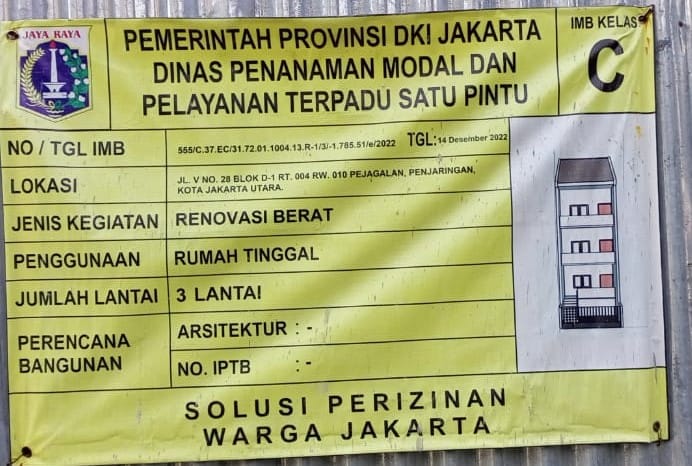 JAYA RAYA
PEMERINTAH PROVINSI DKI JAKARTA
DINAS PENANAMAN MODAL DAN
PELAYANAN TERPADU SATU PINTU
IMB KELAS
C
NO / TGL IMB
555/C.37.EC/31.72.01.1004.13.R-1/3/-1.785.51/e/2022 TGL: 14 Desember 2022
LOKASI
JL. V NO. 28 BLOK D-1 RT. 004 RW. 010 PEJAGALAN, PENJARINGAN,
KOTA JAKARTA UTARA.
JENIS KEGIATAN RENOVASI BERAT
PENGGUNAAN RUMAH TINGGAL
JUMLAH LANTAI 3 LANTAI
PERENCANA
BANGUNAN
ARSITEKTUR : -
NO. IPTB : -
SOLUSI PERIZINAN
WARGA JAKARTA